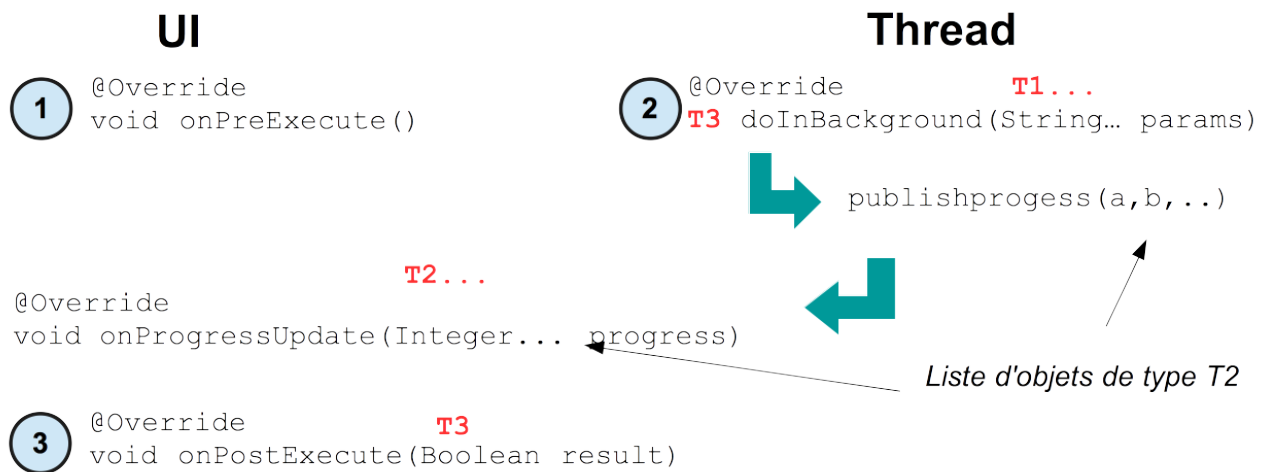 UI
Thread
1
@Override
void onPreExecute()
2
@Override
T1...
T3 doInBackground(String… params)
publishprogess(a,b,..)
T2...
@Override
void onProgressUpdate(Integer... progress)
Liste d'objets de type T2
3
@Override
T3
void onPostExecute(Boolean result)